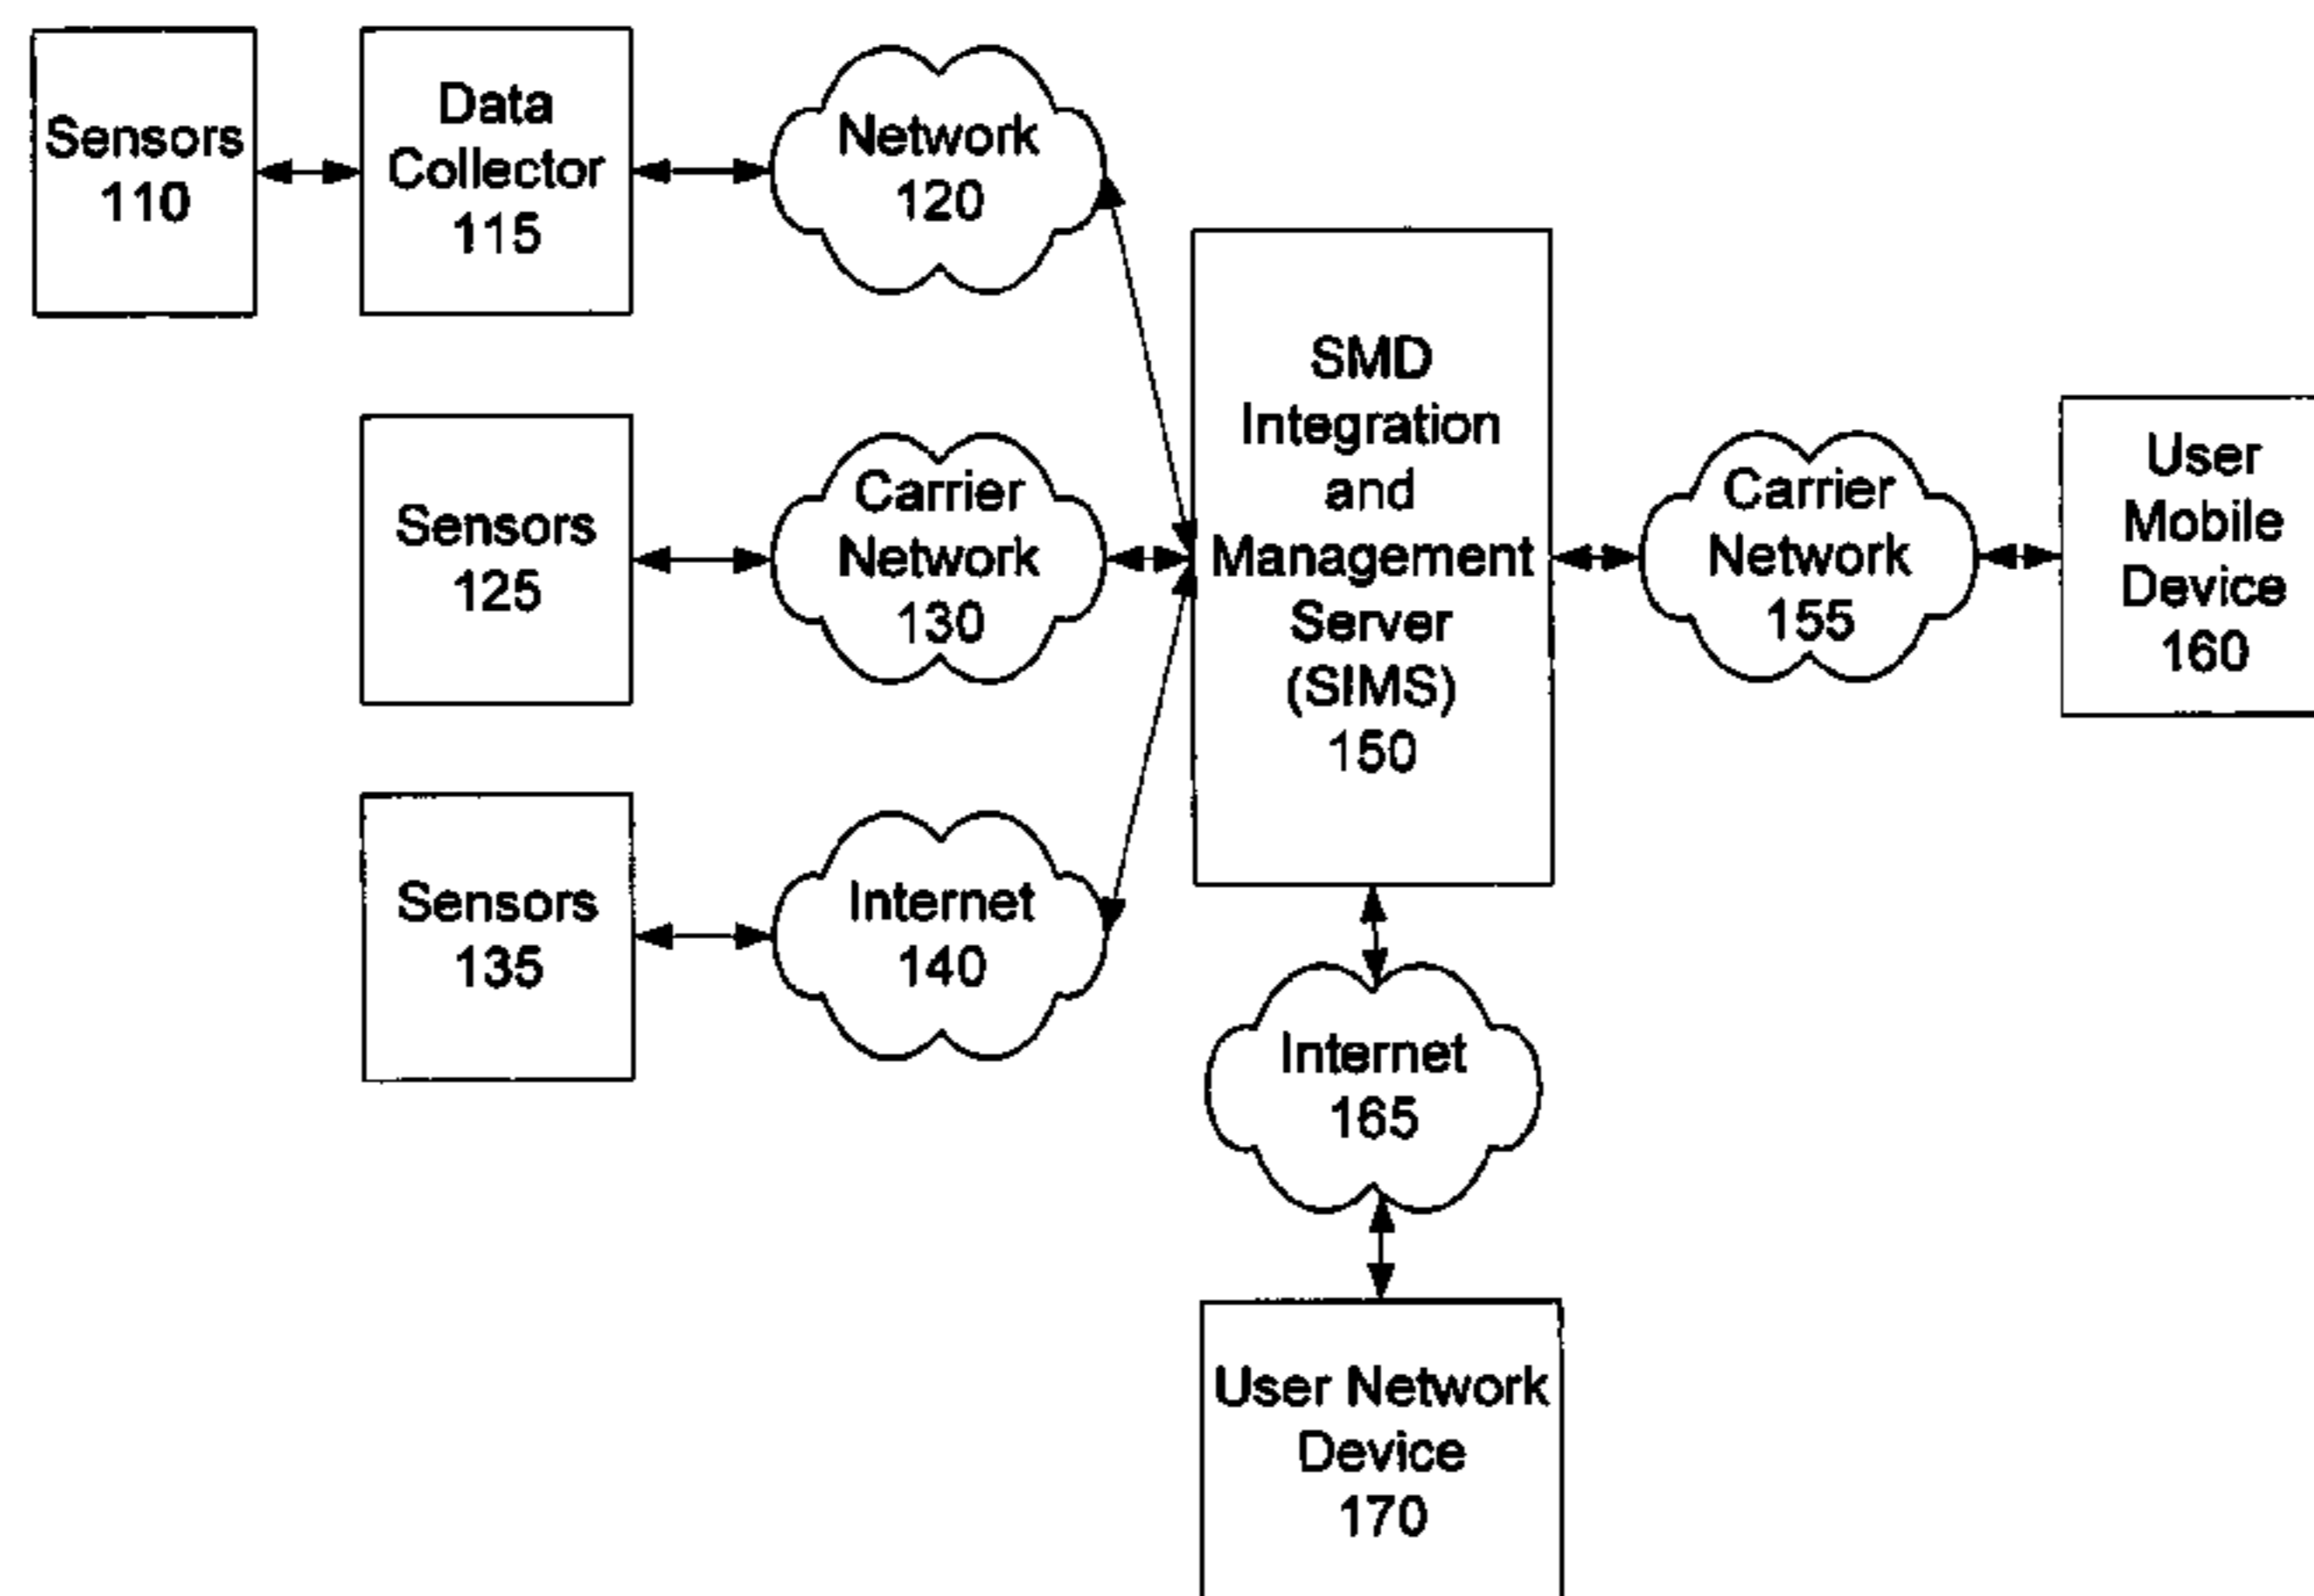 Sensors
110
Data
Collector
115
Network
120
Sensors
125
Carrier
Network
130
Sensors
135
Internet
140
SMD
Integration
and
Management
Server
(SIMS)
150
Carrier
Network
155
User
Mobile
Device
160
Internet
165
User Network
Device
170